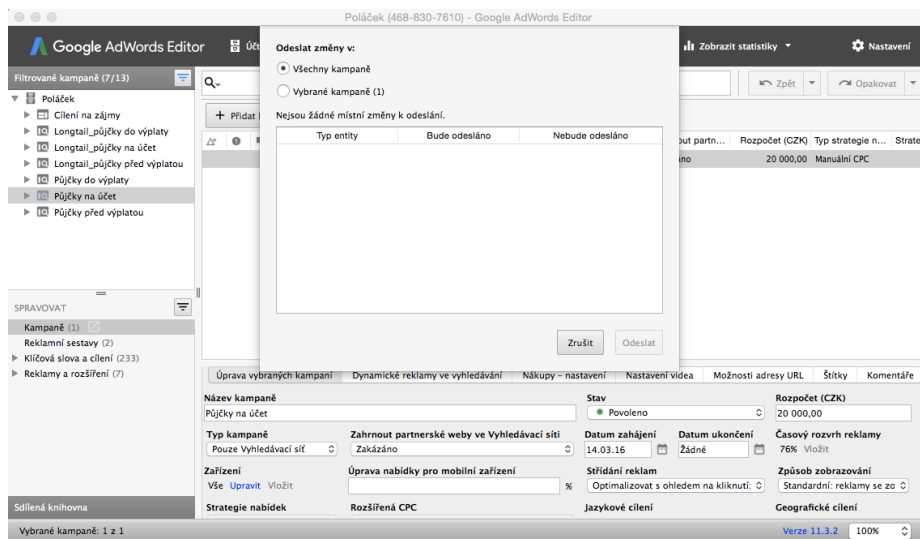 Poláček (468-830-7610) - Google AdWords Editor
Google AdWords Editor
Zobrazit statistiky
Nastavení
Filtrované kampaně (7/13)
Poláček
Cílení na zájmy
Longtail_půjčky do výplaty
Longtail_půjčky na účet
Longtail_půjčky před výplatou
Půjčky do výplaty
Půjčky na účet
Půjčky před výplatou
SPRAVOVAT
Kampaně (1)
Reklamní sestavy (2)
Klíčová slova a cílení (233)
Reklamy a rozšíření (7)
Sdílená knihovna
Vybrané kampaně: 1 z 1
Zpět
Opakovat
+ Přidat
Rozpočet (CZK) Typ strategie n... Strate
20 000,00 Manuální CPC
Odeslat změny v:
Všechny kampaně
Vybrané kampaně (1)
Nejsou žádné místní změny k odeslání.
Typ entity Bude odesláno Nebude odesláno
Zrušit Odeslat
Úprava vybraných kampaní Dynamické reklamy ve vyhledávání Nákupy – nastavení Nastavení videa Možnosti adresy URL Štítky Komentáře
Název kampaně Stav Rozpočet (CZK)
Půjčky na účet Povoleno 20 000,00
Typ kampaně Zahrnout partnerské weby ve Vyhledávací síti Datum zahájení Datum ukončení Časový rozvrh reklamy
Pouze Vyhledávací síť Zakázáno 14.03.16 Žádné 76% Vložit
Zařízení Úprava nabídky pro mobilní zařízení Střídání reklam Způsob zobrazování
Vše Upravit Vložit % Optimalizovat s ohledem na kliknutí: Standardní: reklamy se zo
Strategie nabídek Rozšířená CPC Jazykové cílení Geografické cílení
Verze 11.3.2 100%